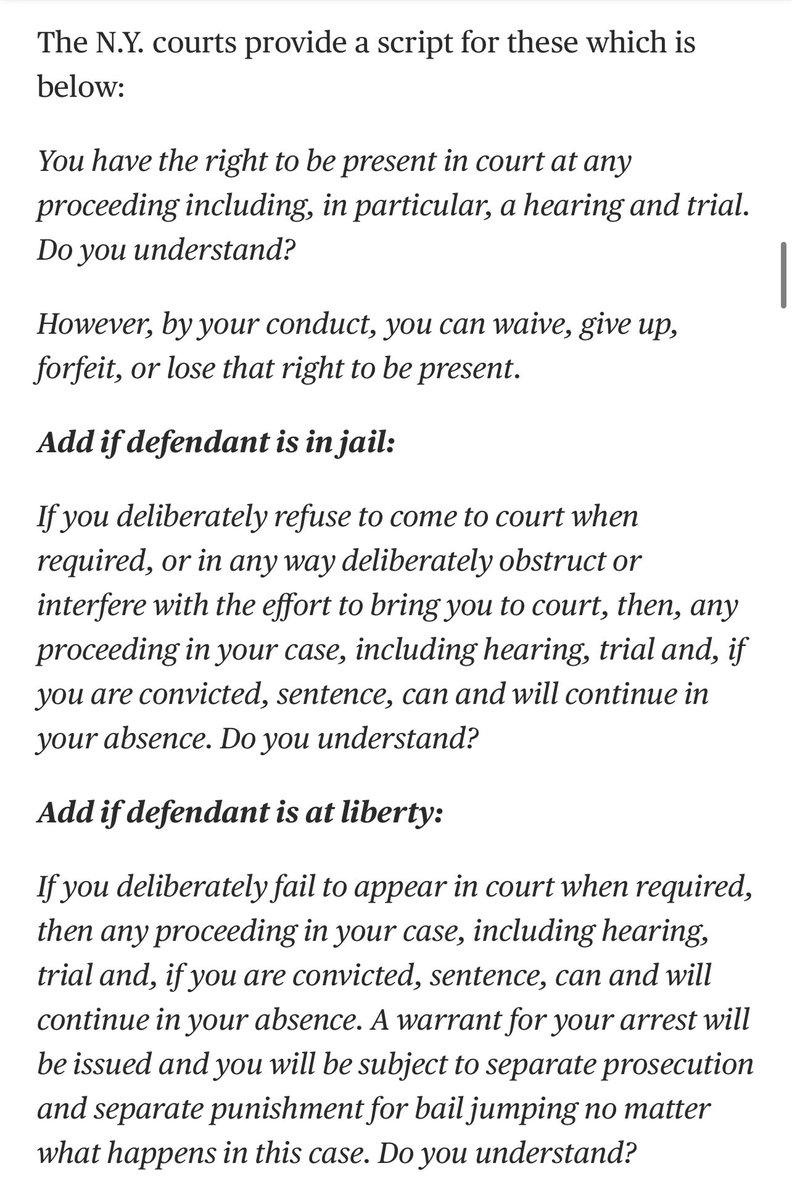 The N.Y. courts provide a script for these which is
below:
You have the right to be present in court at any
proceeding including, in particular, a hearing and trial.
Do you understand?
However, by your conduct, you can waive, give up,
forfeit, or lose that right to be present.
Add if defendant is in jail:
If you deliberately refuse to come to court when
required, or in any way deliberately obstruct or
interfere with the effort to bring you to court, then, any
proceeding in your case, including hearing, trial and, if
you are convicted, sentence, can and will continue in
your absence. Do you understand?
Add if defendant is at liberty:
If you deliberately fail to appear in court when required,
then any proceeding in your case, including hearing,
trial and, if you are convicted, sentence, can and will
continue in your absence. A warrant for your arrest will
be issued and you will be subject to separate prosecution
and separate punishment for bail jumping no matter
what happens in this case. Do you understand?